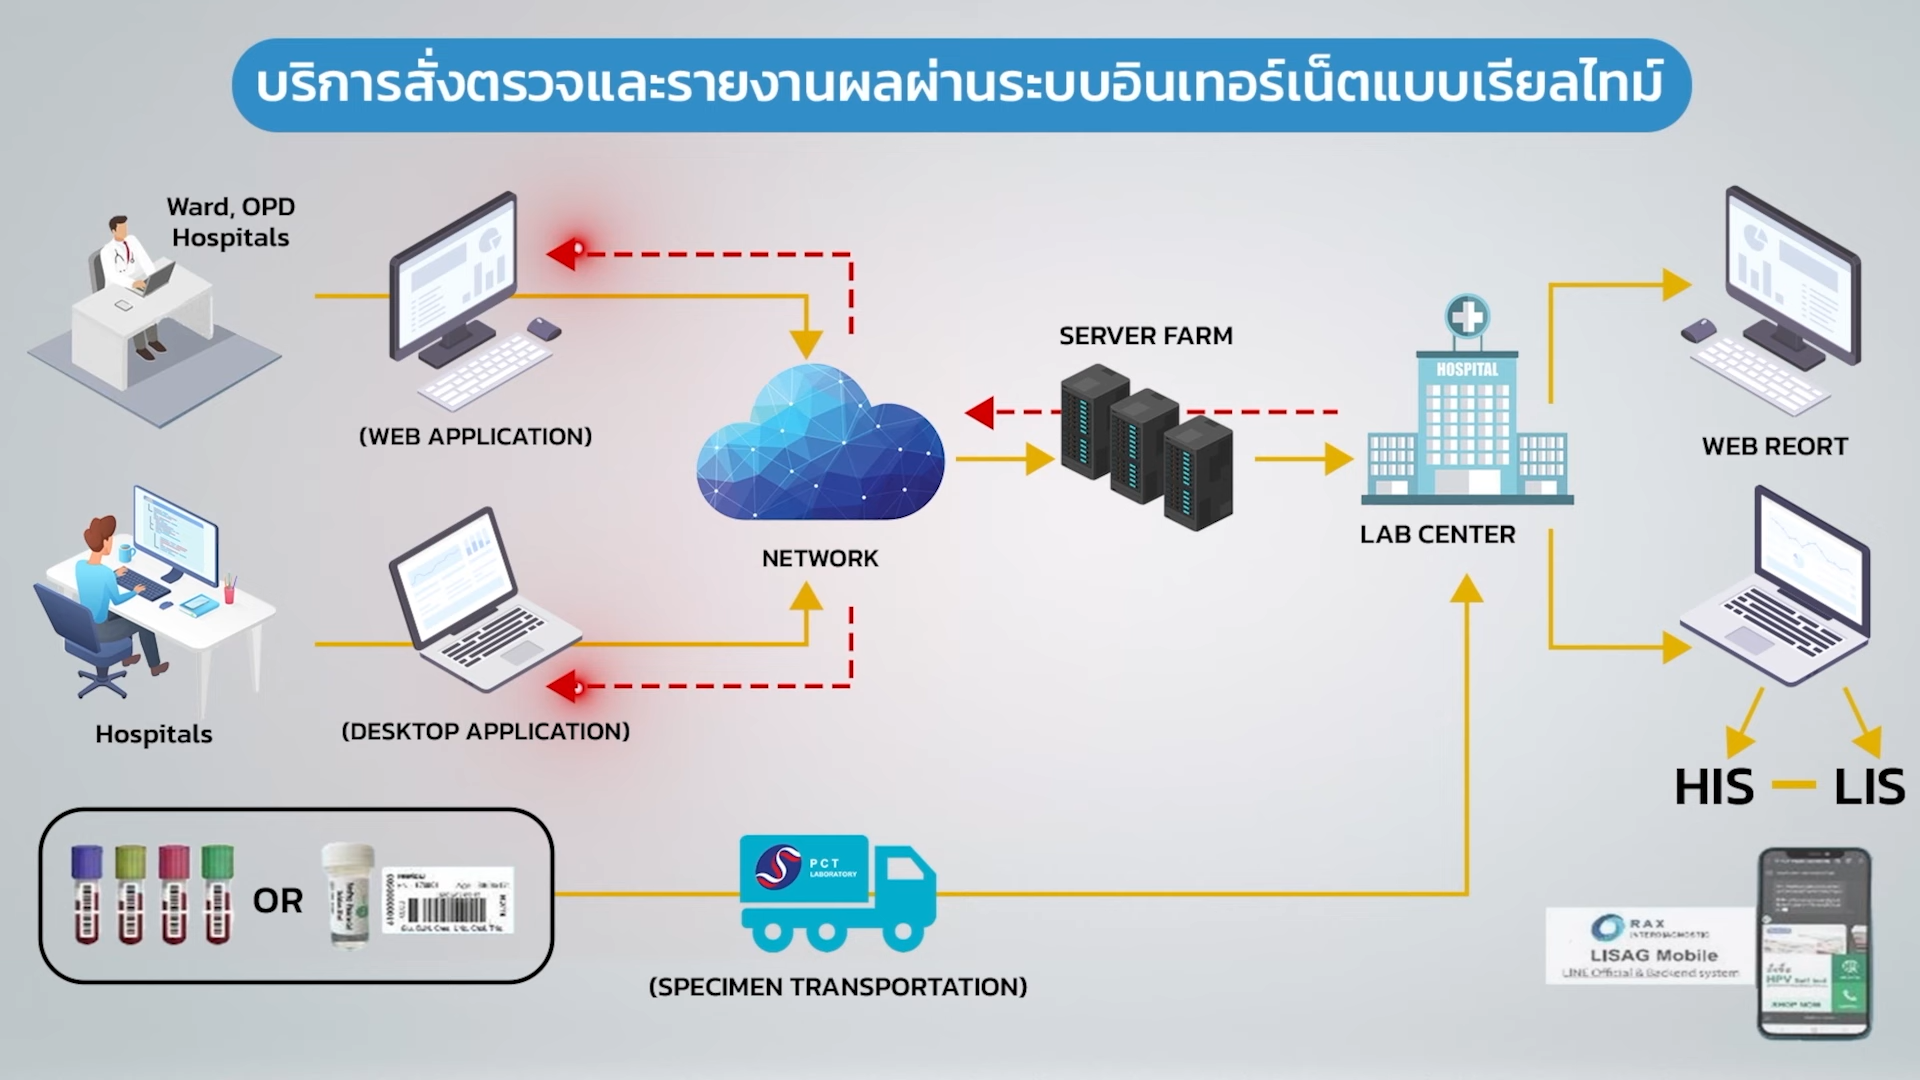 บริการสั่งตรวจและรายงานผลผ่านระบบอินเทอร์เน็ตแบบเรียลไทม์
Ward, OPD
Hospitals
(WEB APPLICATION)
Hospitals
(DESKTOP APPLICATION)
NETWORK
SERVER FARM
HOSPITAL
LAB CENTER
WEB REORT
HIS – LIS
OR
PCT
LABORATORY
(SPECIMEN TRANSPORTATION)
RAX
INTERDIAGNOSTIC
LISAG Mobile
LINE Official & Backend system
HPV
SHOP NOW